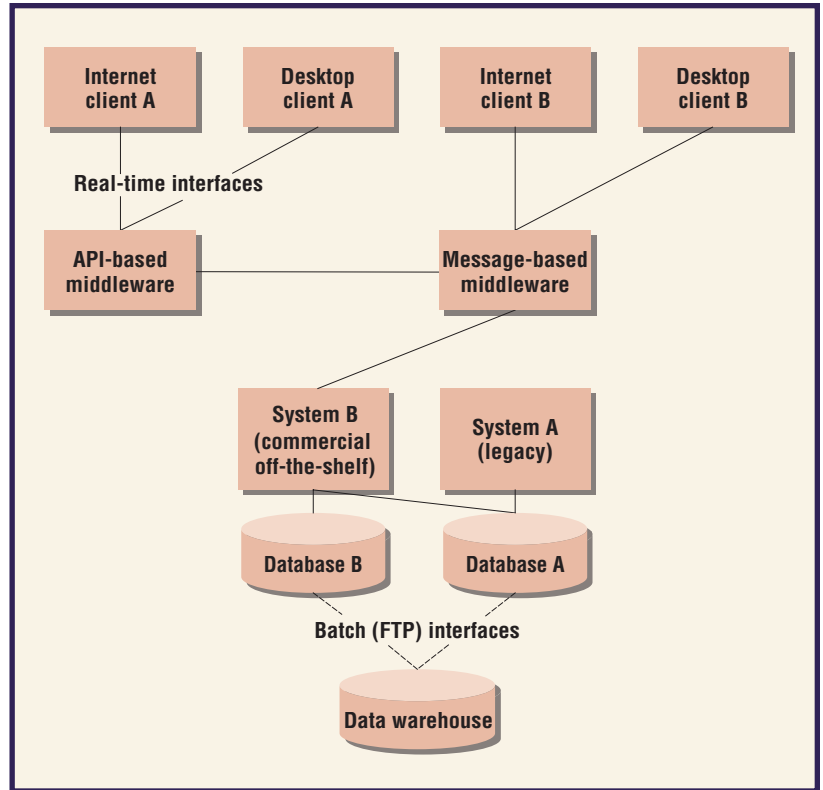 Internet
client A
Desktop
client A
Internet
client B
Desktop
client B
Real-time interfaces
API-based
middleware
Message-based
middleware
System B
(commercial
off-the-shelf)
System A
(legacy)
Database B
Database A
Batch (FTP) interfaces
Data warehouse